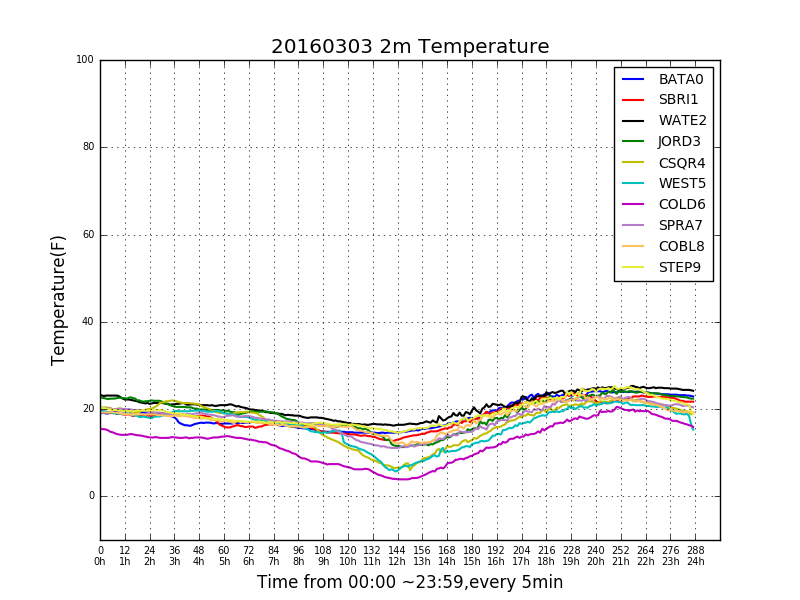 20160303 2m Temperature
100
80
60
40
20
0
Temperature(F)
BATA0
SBRI1
WATE2
JORD3
CSQR4
WEST5
COLD6
SPRA7
COBL8
STEP9
0 12 24 36 48 60 72 84 96 108 120 132 144 156 168 180 192 204 216 228 240 252 264 276 288
0h 1h 2h 3h 4h 5h 6h 7h 8h 9h 10h 11h 12h 13h 14h 15h 16h 17h 18h 19h 20h 21h 22h 23h 24h
Time from 00:00 ~23:59,every 5min